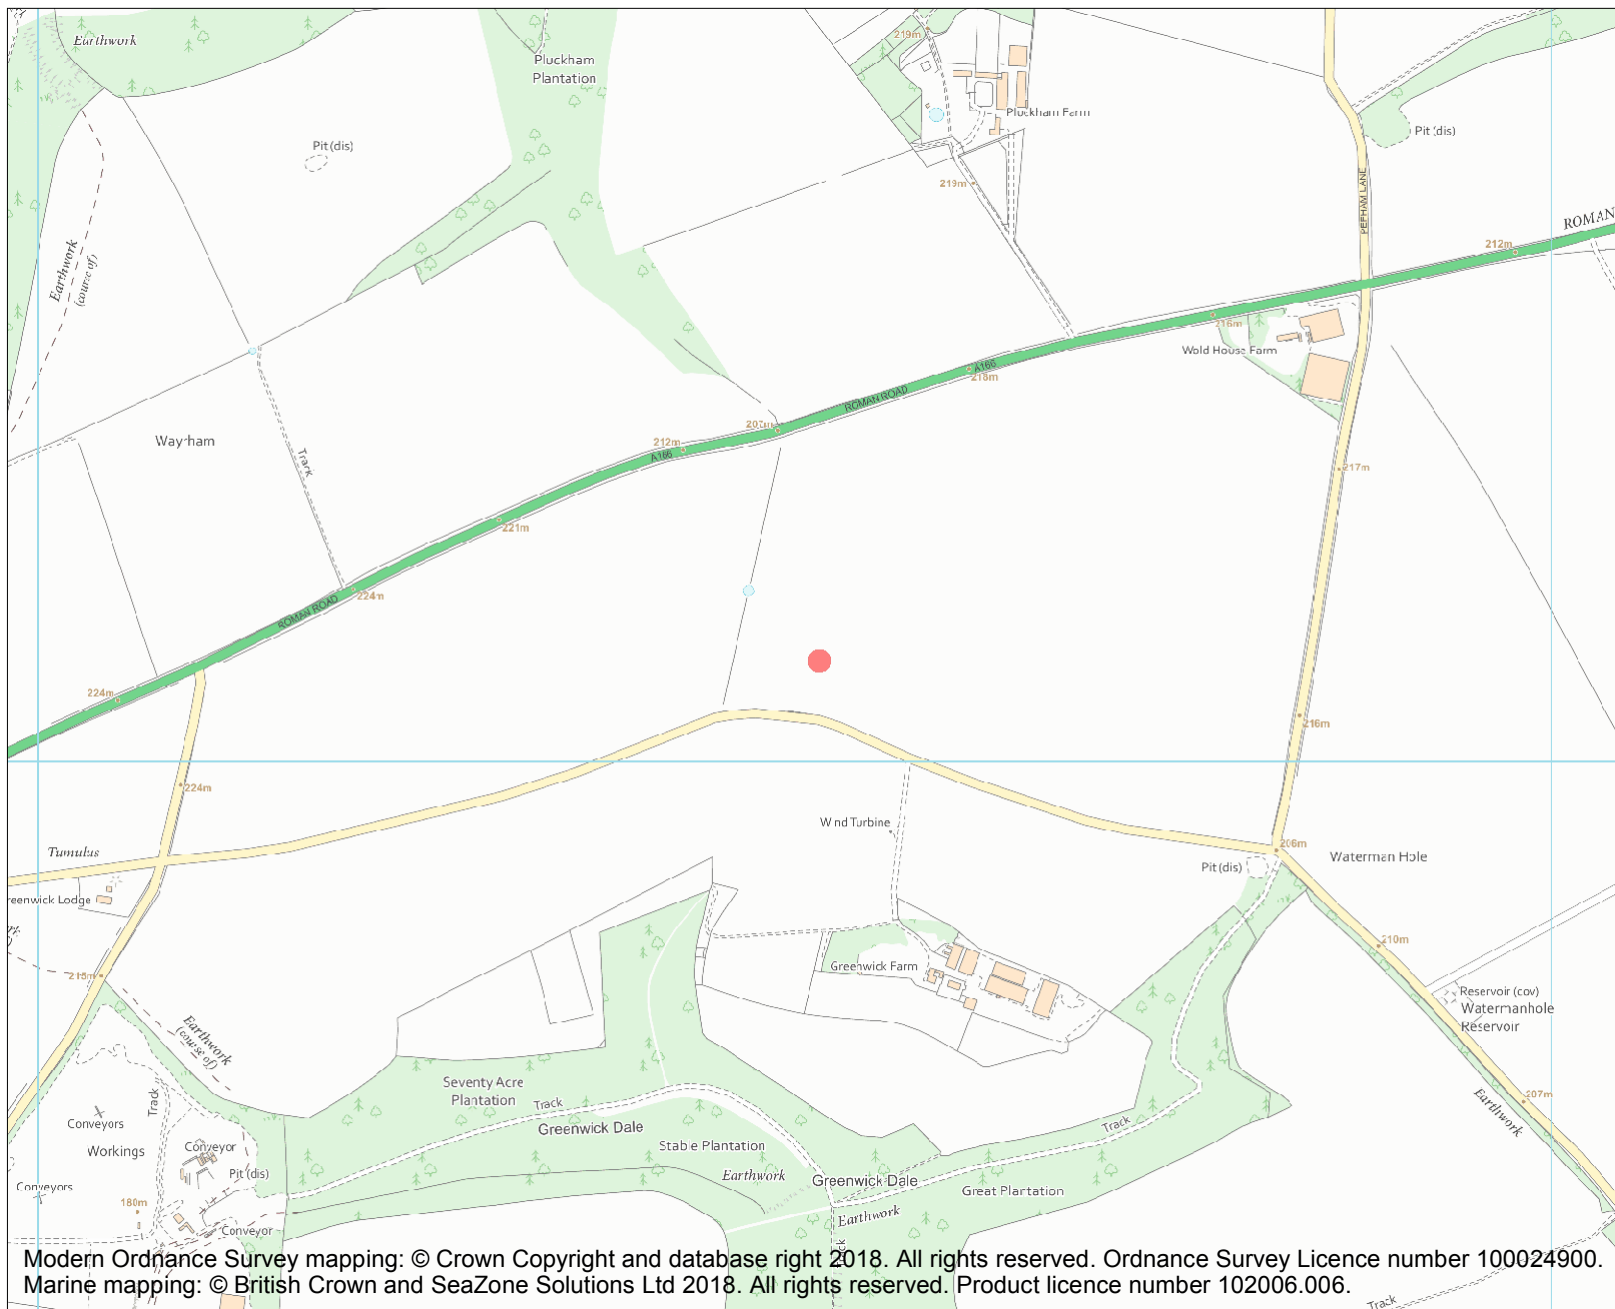 Earthwork
Pluckham
Plantation
219m
Pluckham Farm
Pit (dis)
Pit (dis)
219m
PEFHAM LANE
ROMAN
212m
Earthwork
(course of)
216m
Wold House Farm
A166
218m
ROMAN ROAD
207m
212m
A166
Wayrham
Track
217m
221m
224m
ROMAN ROAD
224m
216m
224m
Wind Turbine
206m
Tumulus
Pit (dis)
Waterman Hole
reenwick Lodge
210m
Greenwick Farm
215m
Reservoir (cov)
Watermanhole
Reservoir
Earthwork
(course of)
Seventy Acre
Plantation
Track
Track
207m
Conveyors
Greenwick Dale
Track
Earthwork
Workings
Conveyor
Stable Plantation
Pit (dis)
Earthwork
Greenwick Dale
Conveyors
Great Plantation
180m
Earthwork
Conveyor
Modern Ordnance Survey mapping: © Crown Copyright and database right 2018. All rights reserved. Ordnance Survey Licence number 100024900.
Marine mapping: © British Crown and SeaZone Solutions Ltd 2018. All rights reserved. Product licence number 102006.006.
Track